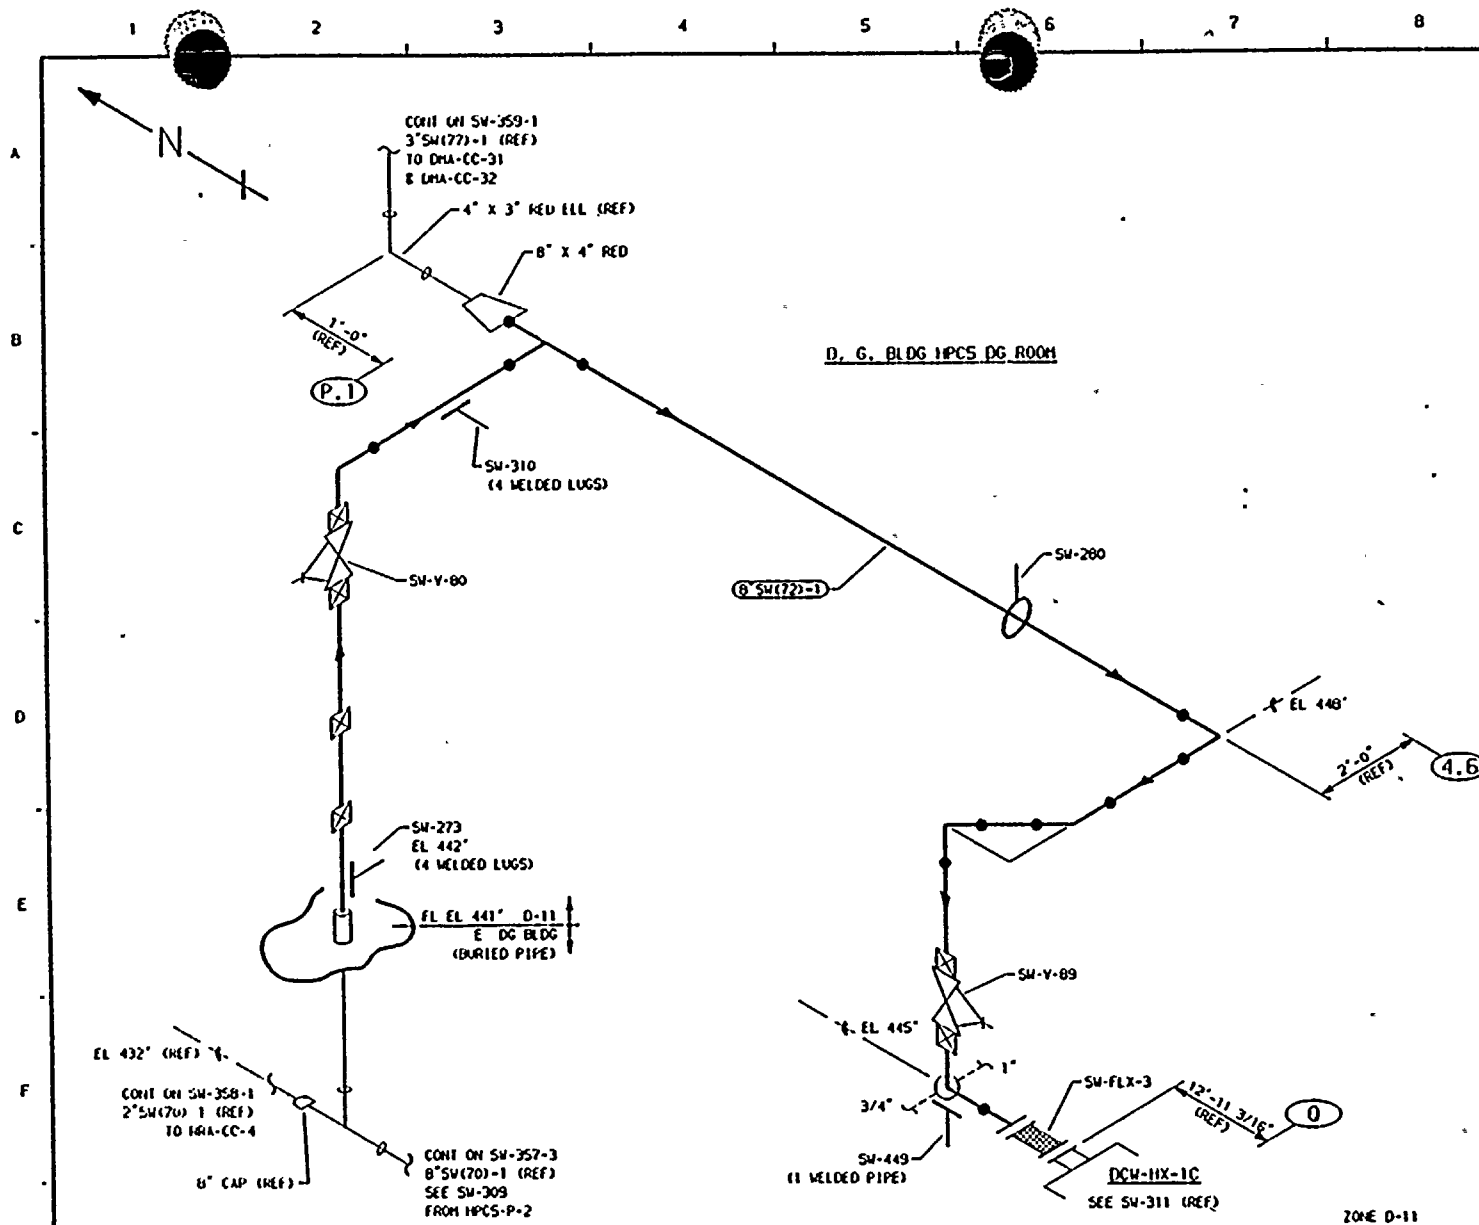 1 2 3 4 5 6 7 8
A
B
C
D
E
F
N
CONT ON SW-359-1
3"SW(77)-1 (REF)
TO DMA-CC-31
& DMA-CC-32
4" X 3" RED ELL (REF)
8" X 4" RED
1'-0"
(REF)
P.1
D. G. BLDG HPCS DG ROOM
SW-310
(4 WELDED LUGS)
SW-V-80
8"SW(72)-1
SW-280
EL 448'
2'-0"
(REF)
4.6
SW-273
EL 442'
(4 WELDED LUGS)
FL EL 441' D-11
E DG BLDG
(BURIED PIPE)
SW-V-89
EL 445'
1"
3/4"
SW-FLX-3
12'-11 3/16"
(REF)
O
EL 432' (REF)
CONT ON SW-358-1
2"SW(70) 1 (REF)
TO RRA-CC-4
8" CAP (REF)
CONT ON SW-357-3
8"SW(70)-1 (REF)
SEE SW-309
FROM HPCS-P-2
SW-449
(1 WELDED PIPE)
DCW-HX-1C
SEE SW-311 (REF)
ZONE D-11